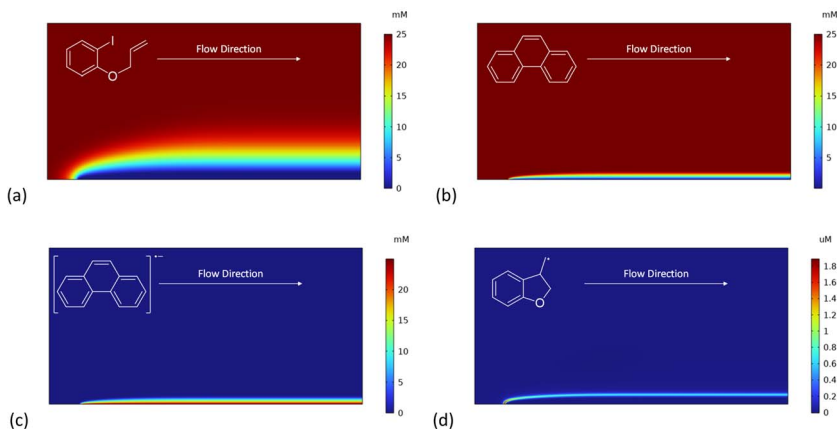 mM
25
20
15
10
5
0
I
O
Flow Direction
(a)
mM
25
20
15
10
5
Flow Direction
(b)
mM
20
15
10
5
0
•−
Flow Direction
(c)
uM
1.8
1.6
1.4
1.2
1
0.8
0.6
0.4
0.2
0
O
Flow Direction
(d)